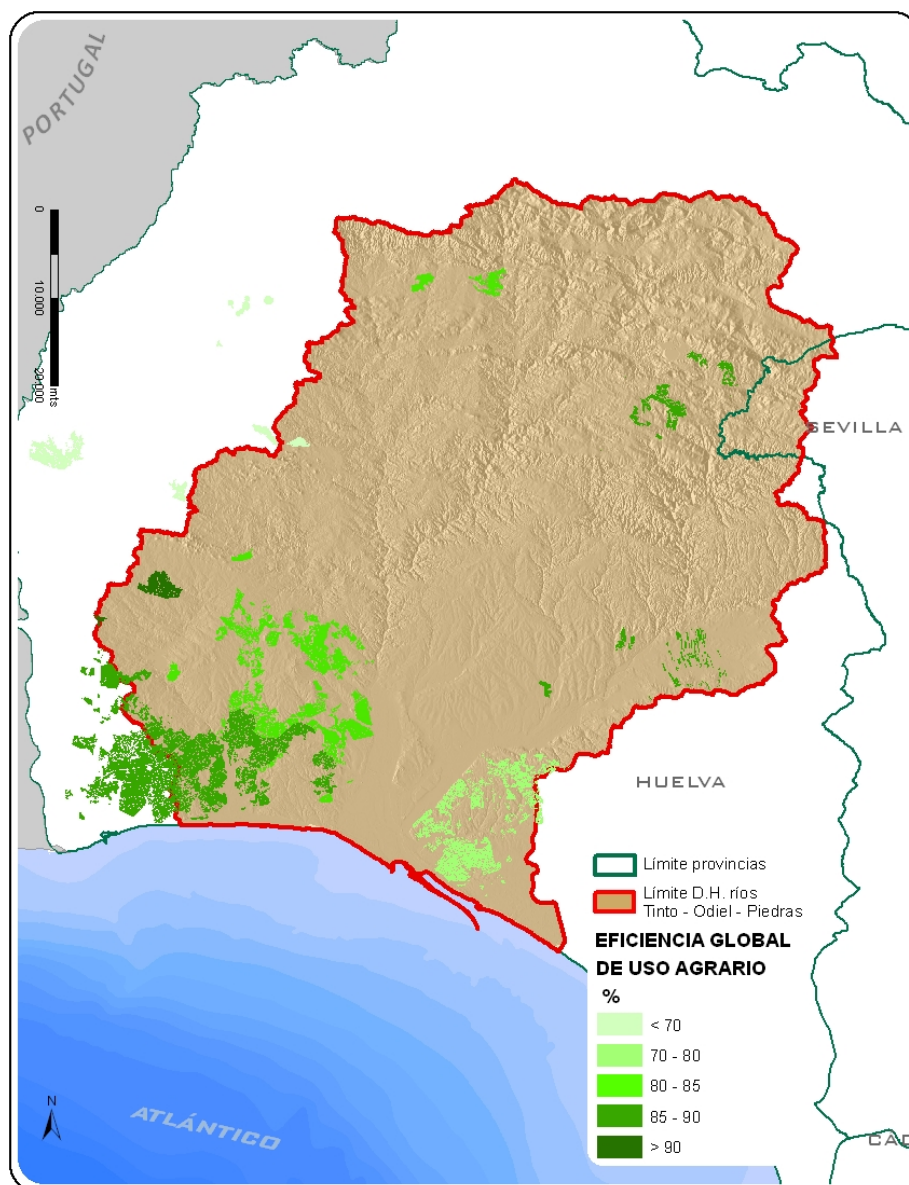 PORTUGAL
0
10.000
20.000
mts
SEVILLA
HUELVA
Límite provincias
Límite D.H. ríos
Tinto - Odiel - Piedras
EFICIENCIA GLOBAL
DE USO AGRARIO
%
< 70
70 - 80
80 - 85
85 - 90
> 90
N
ATLÁNTICO
CAD